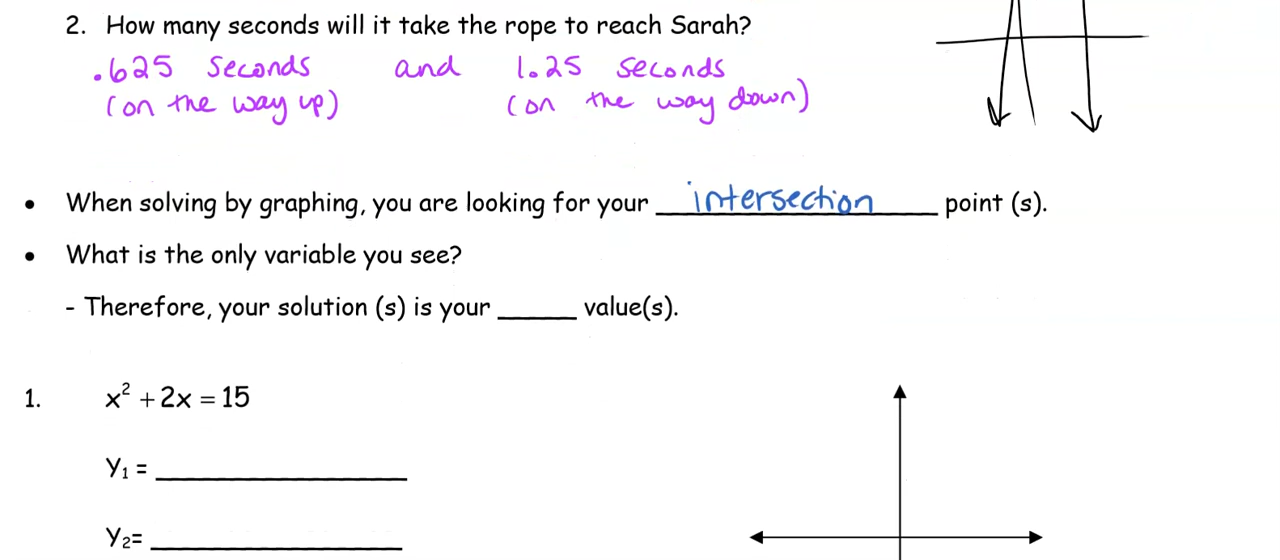 2. How many seconds will it take the rope to reach Sarah?
.625 seconds and 1.25 seconds
(on the way up) (on the way down)
• When solving by graphing, you are looking for your intersection point (s).
• What is the only variable you see?
- Therefore, your solution (s) is your ______ value(s).
1. x² + 2x = 15
Y₁ = ____________________
Y₂= ____________________